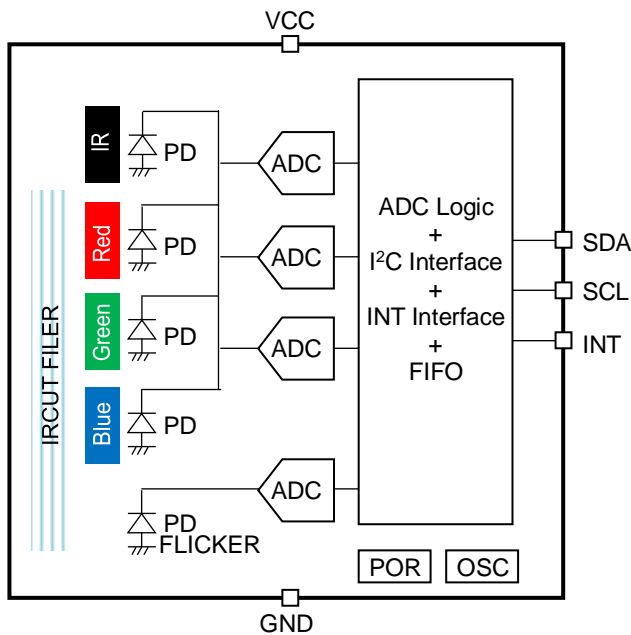 VCC
IR
PD
ADC
Red
PD
ADC
Green
PD
ADC
Blue
PD
IRCUT FILER
ADC
PD
FLICKER
ADC Logic
+
I²C Interface
+
INT Interface
+
FIFO
SDA
SCL
INT
POR
OSC
GND